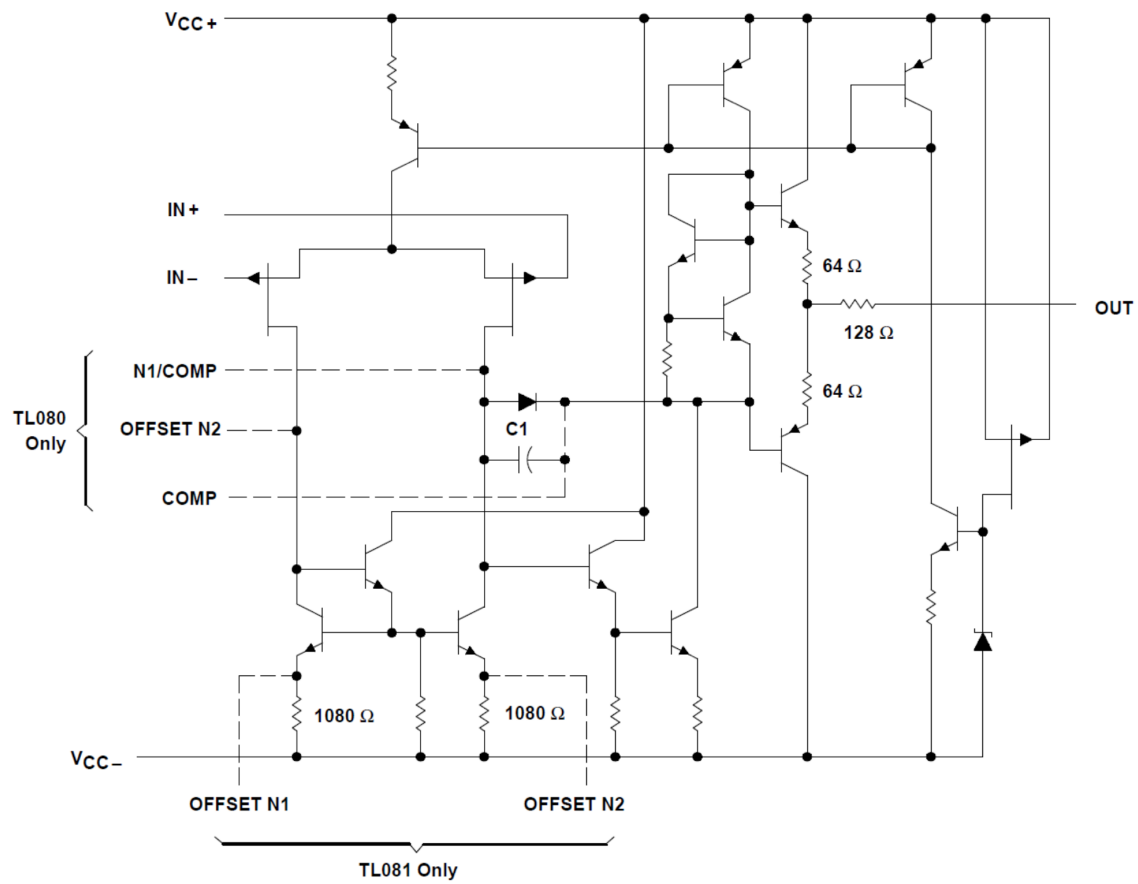 VCC+
IN+
IN−
64 Ω
OUT
128 Ω
N1/COMP
64 Ω
TL080
Only
OFFSET N2
C1
COMP
1080 Ω
1080 Ω
VCC−
OFFSET N1
OFFSET N2
TL081 Only